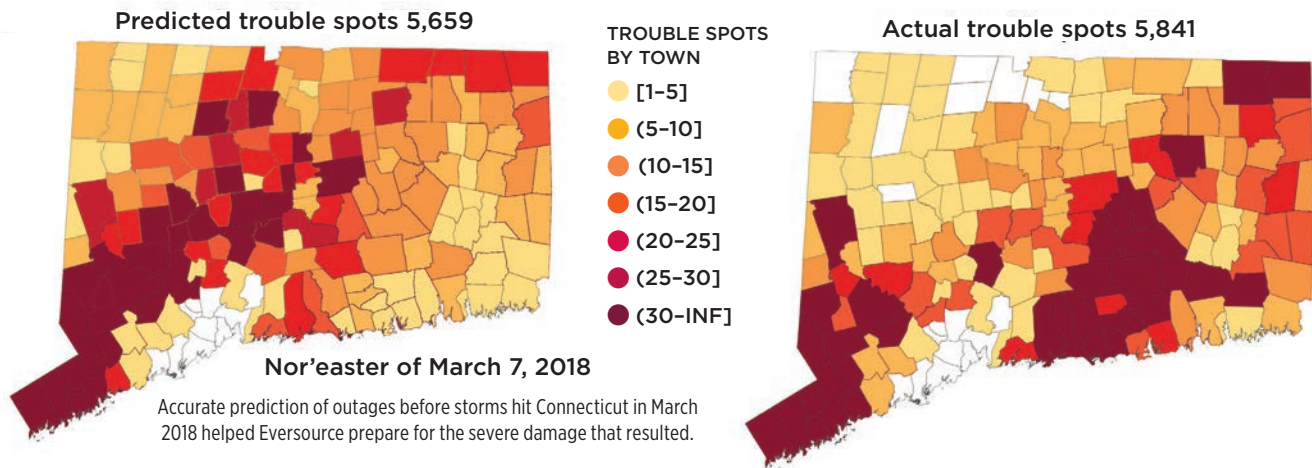 Predicted trouble spots 5,659
TROUBLE SPOTS
BY TOWN
[1–5]
(5–10]
(10–15]
(15–20]
(20–25]
(25–30]
(30–INF]
Actual trouble spots 5,841
Nor’easter of March 7, 2018
Accurate prediction of outages before storms hit Connecticut in March
2018 helped Eversource prepare for the severe damage that resulted.